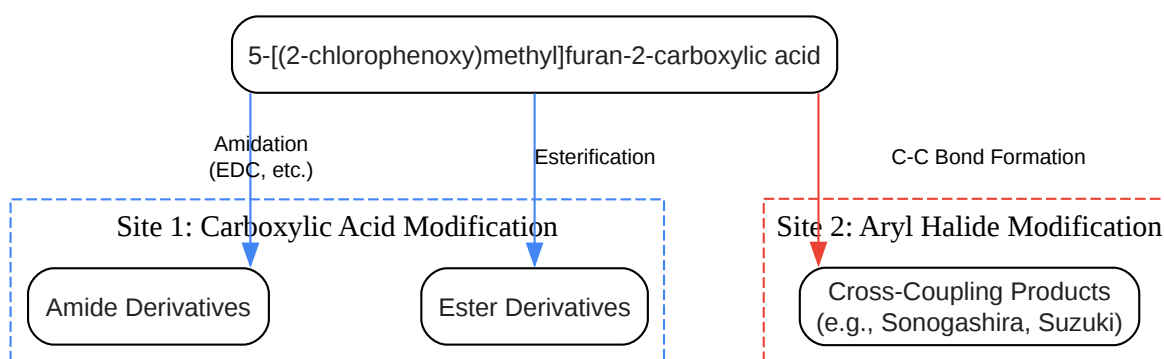 5-[(2-chlorophenoxy)methyl]furan-2-carboxylic acid
Amidation
(EDC, etc.)
Esterification
C-C Bond Formation
Site 1: Carboxylic Acid Modification
Site 2: Aryl Halide Modification
Amide Derivatives
Ester Derivatives
Cross-Coupling Products
(e.g., Sonogashira, Suzuki)